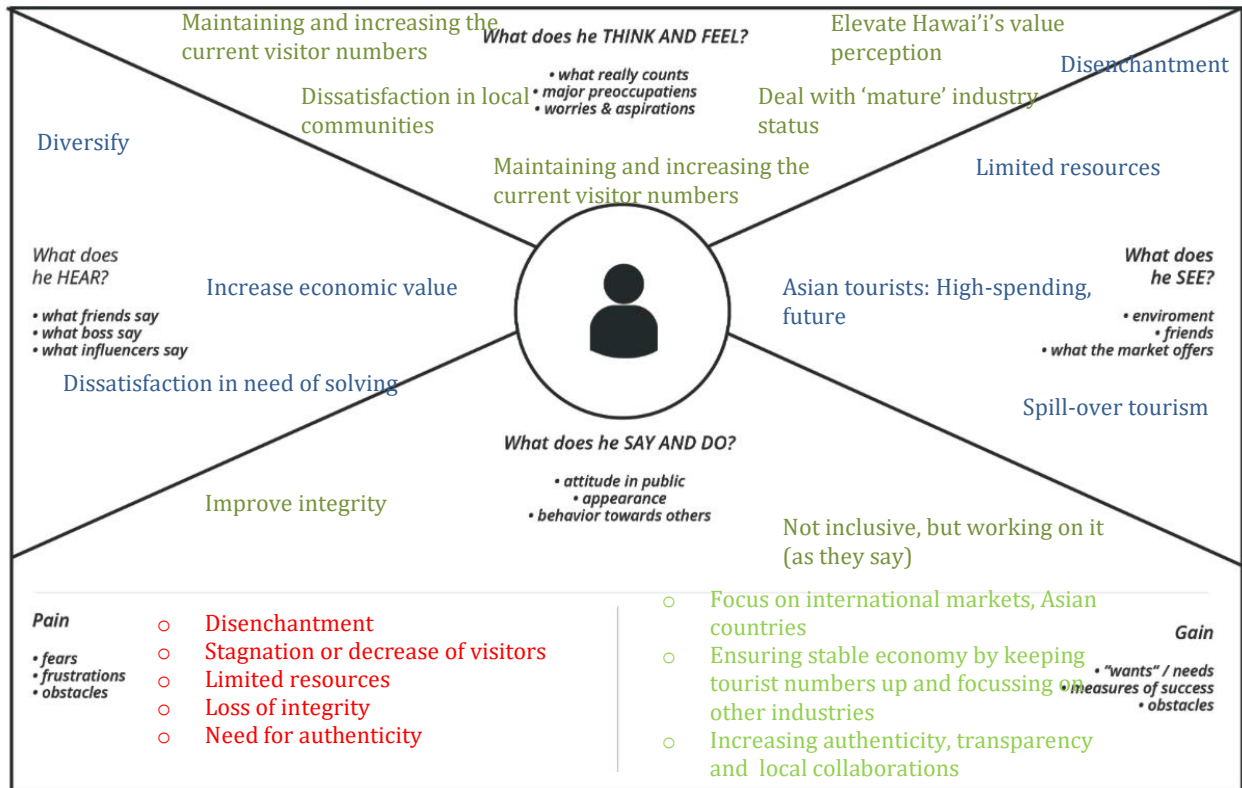 Maintaining and increasing the
current visitor numbers
What does he THINK AND FEEL?
• what really counts
• major preoccupatiens
• worries & aspirations
Elevate Hawai’i’s value
perception
Disenchantment
Dissatisfaction in local
communities
Deal with ‘mature’ industry
status
Diversify
Maintaining and increasing the
current visitor numbers
Limited resources
What does
he HEAR?
• what friends say
• what boss say
• what influencers say
Increase economic value
Asian tourists: High-spending,
future
What does
he SEE?
• enviroment
• friends
• what the market offers
Dissatisfaction in need of solving
Spill-over tourism
What does he SAY AND DO?
• attitude in public
• appearance
• behavior towards others
Improve integrity
Not inclusive, but working on it
(as they say)
Pain
• fears
• frustrations
• obstacles
o Disenchantment
o Stagnation or decrease of visitors
o Limited resources
o Loss of integrity
o Need for authenticity
o Focus on international markets, Asian
countries
o Ensuring stable economy by keeping
tourist numbers up and focussing on
other industries
o Increasing authenticity, transparency
and local collaborations
Gain
• "wants" / needs
• measures of success
• obstacles